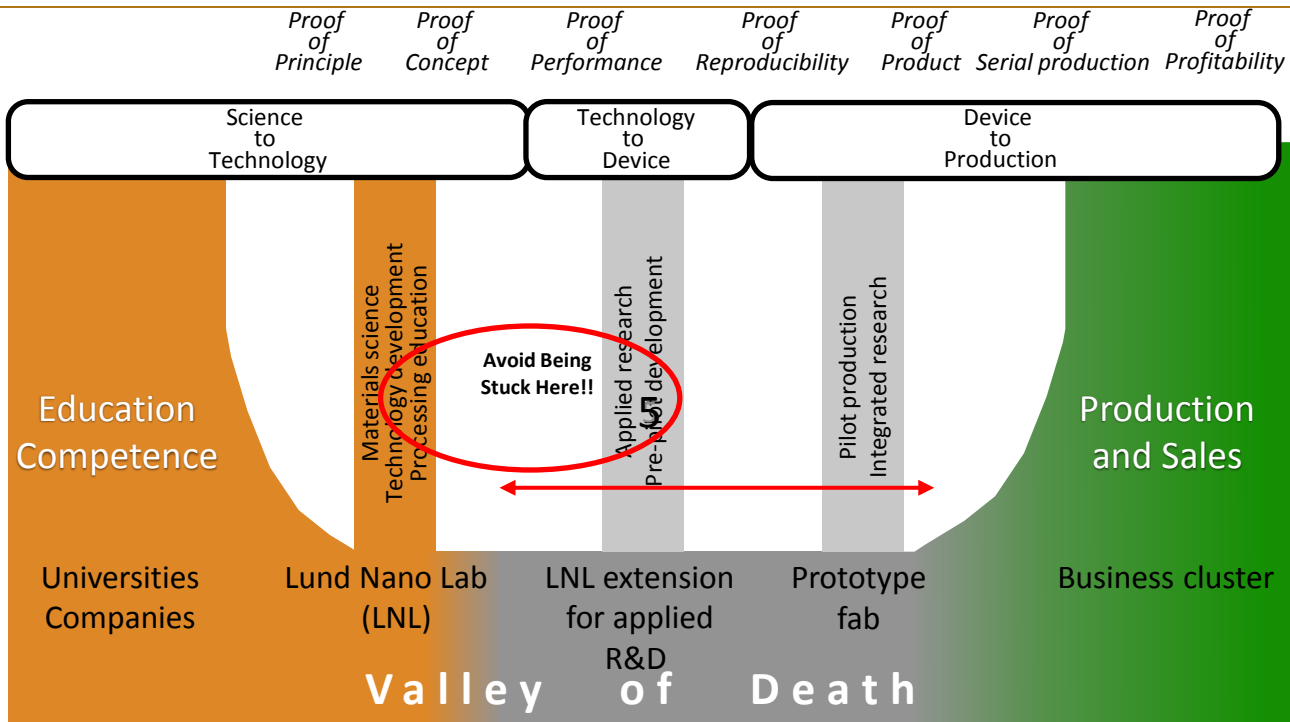 Proof
of
Principle
Proof
of
Concept
Proof
of
Performance
Proof
of
Reproducibility
Proof
of
Product
Proof
of
Serial production
Proof
of
Profitability
Science
to
Technology
Technology
to
Device
Device
to
Production
Materials science
Technology development
Processing education
Avoid Being
Stuck Here!!
Applied research
Pre-pilot development
5
Pilot production
Integrated research
Education
Competence
Production
and Sales
Universities
Companies
Lund Nano Lab
(LNL)
LNL extension
for applied
R&D
Prototype
fab
Business cluster
Valley of Death